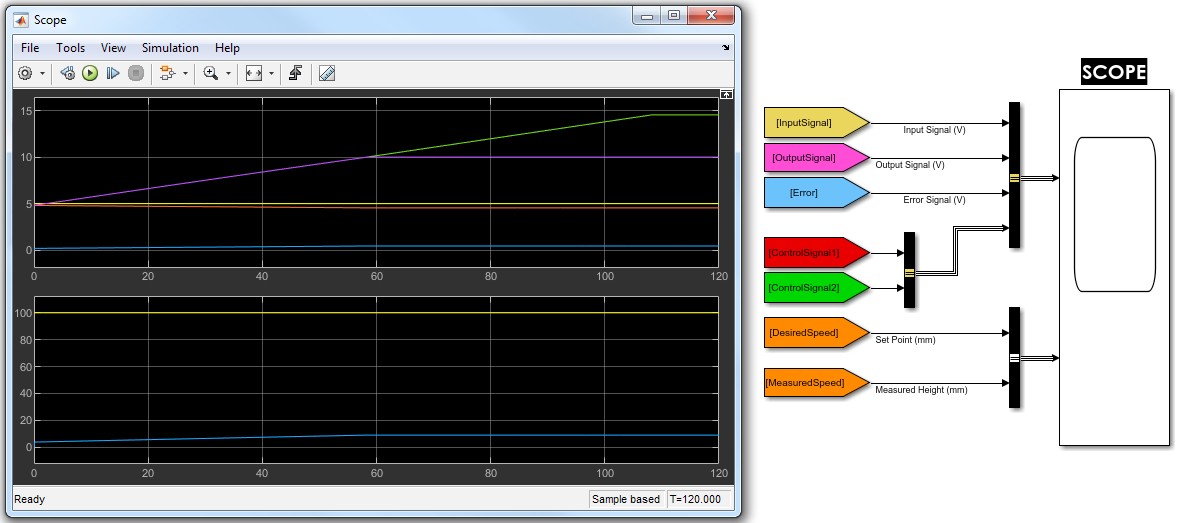 Scope
File Tools View Simulation Help
15
10
5
0
0 20 40 60 80 100 120
100
80
60
40
20
0
0 20 40 60 80 100 120
Ready Sample based T=120.000
SCOPE
[InputSignal] Input Signal (V)
[OutputSignal] Output Signal (V)
[Error] Error Signal (V)
[ControlSignal1]
[ControlSignal2]
[DesiredSpeed] Set Point (mm)
[MeasuredSpeed] Measured Height (mm)